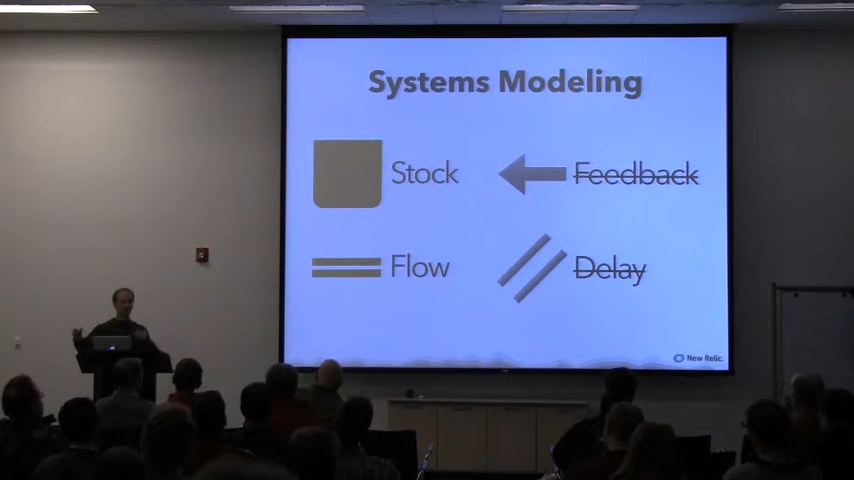 Systems Modeling
Stock
Feedback
Flow
Delay
New Relic.